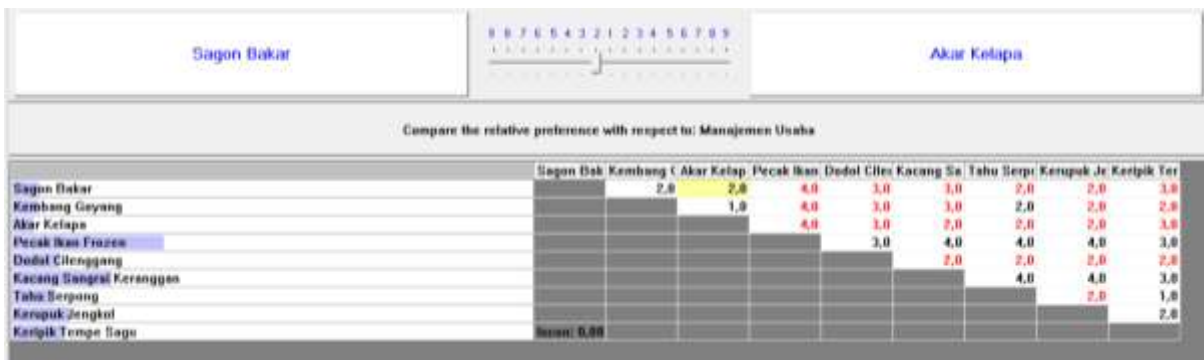 Sagon Bakar
9 8 7 6 5 4 3 2 1 2 3 4 5 6 7 8 9
Akar Kelapa
Compare the relative preference with respect to: Manajemen Usaha
Sagon Bak Kembang G Akar Kelap Pecak Ikan Dodol Cilen Kacang Sa Tahu Serpo Kerupuk Je Keripik Ter
Sagon Bakar 2,0 2,0 4,0 3,0 3,0 2,0 2,0 3,0
Kembang Goyang 1,0 4,0 3,0 3,0 2,0 2,0 2,0
Akar Kelapa 4,0 3,0 2,0 2,0 2,0 3,0
Pecak Ikan Frozen 3,0 4,0 4,0 4,0 3,0
Dodol Cilenggang 2,0 2,0 2,0 2,0
Kacang Sangrai Keranggan 4,0 4,0 3,0
Tahu Serpong 2,0 1,0
Kerupuk Jengkol 2,0
Keripik Tempe Sagu Incon: 0,08